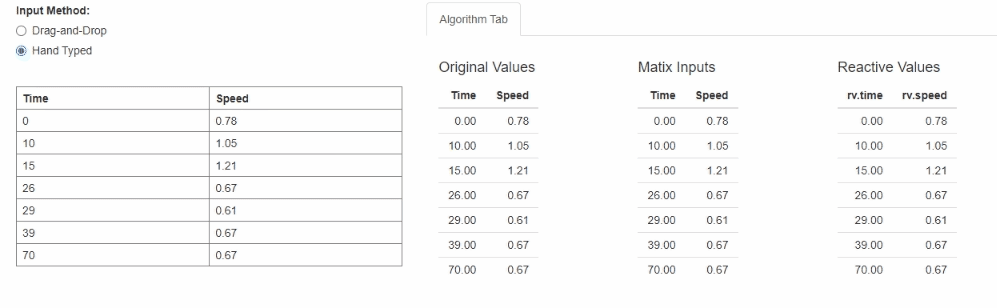 Input Method:
Drag-and-Drop
Hand Typed
Time Speed
0 0.78
10 1.05
15 1.21
26 0.67
29 0.61
39 0.67
70 0.67
Algorithm Tab
Original Values
Time Speed
0.00 0.78
10.00 1.05
15.00 1.21
26.00 0.67
29.00 0.61
39.00 0.67
70.00 0.67
Matix Inputs
Time Speed
0.00 0.78
10.00 1.05
15.00 1.21
26.00 0.67
29.00 0.61
39.00 0.67
70.00 0.67
Reactive Values
rv.time rv.speed
0.00 0.78
10.00 1.05
15.00 1.21
26.00 0.67
29.00 0.61
39.00 0.67
70.00 0.67